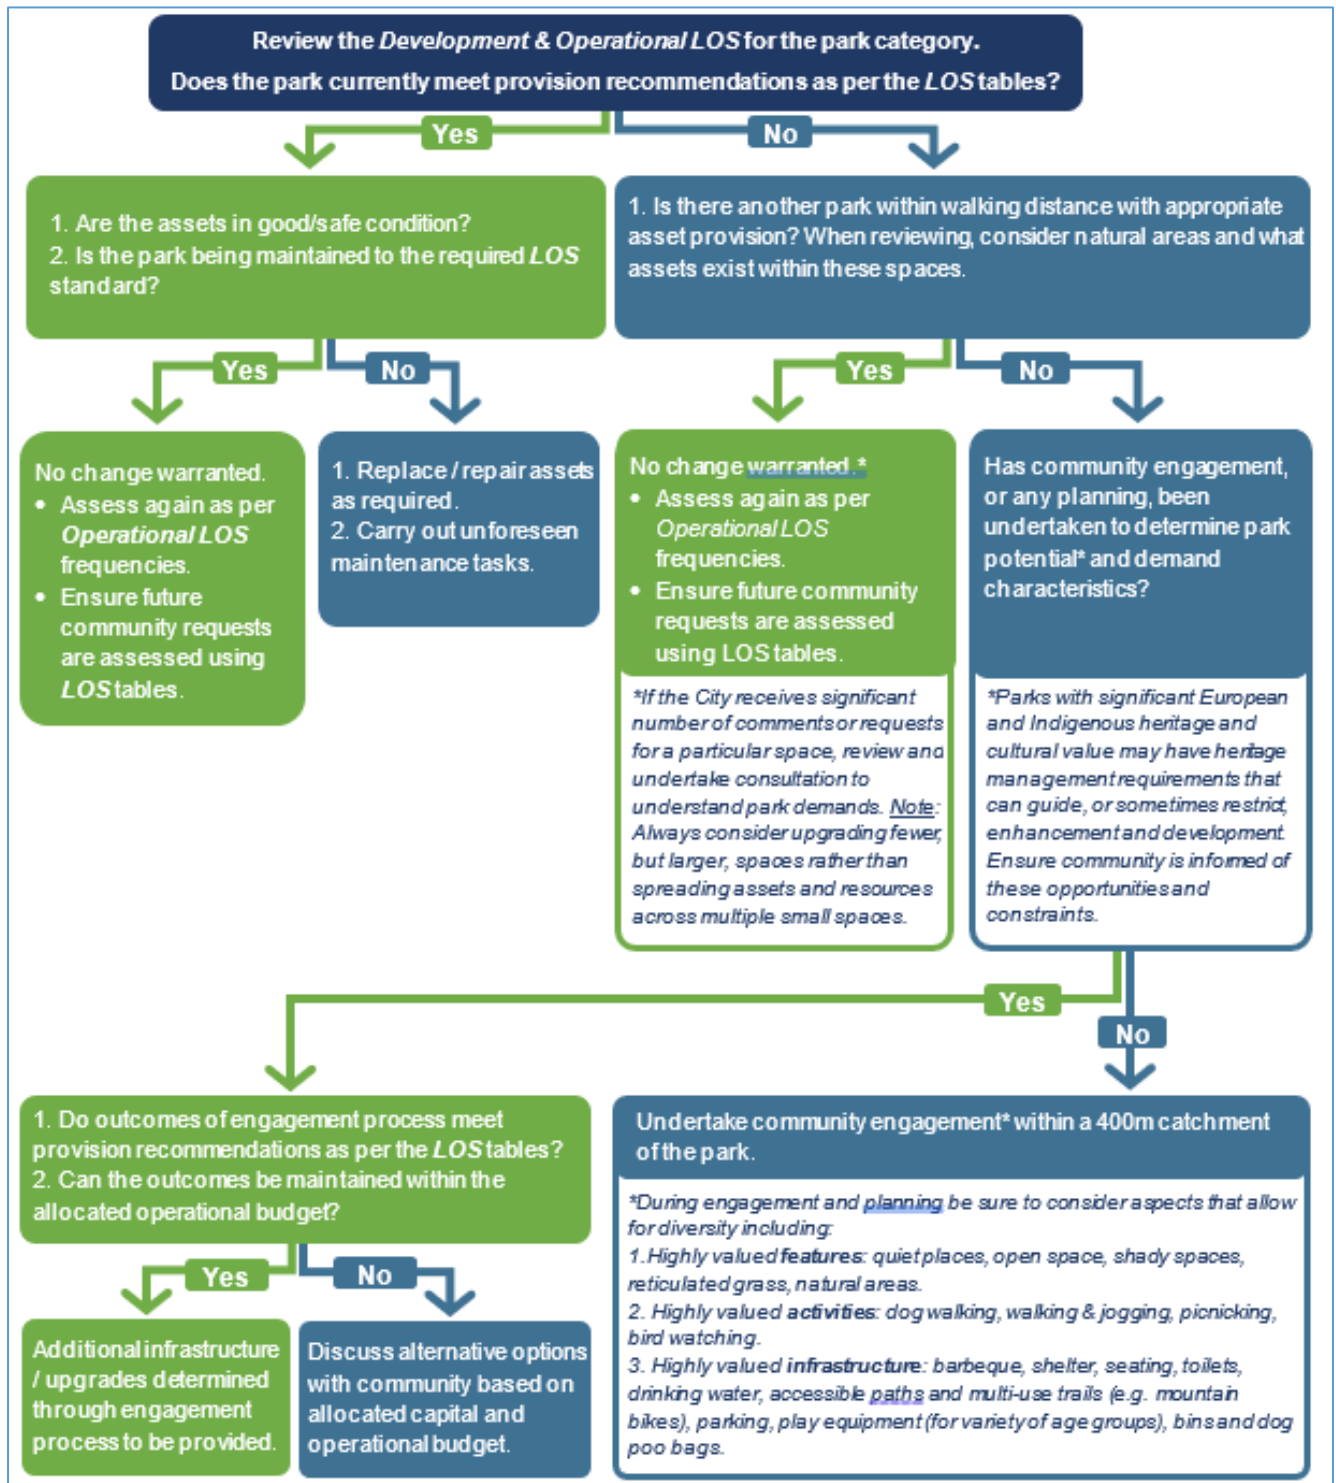 Review the Development & Operational LOS for the park category.
Does the park currently meet provision recommendations as per the LOS tables?
Yes
No
1. Are the assets in good/safe condition?
2. Is the park being maintained to the required LOS
standard?
1. Is there another park within walking distance with appropriate
asset provision? When reviewing, consider natural areas and what
assets exist within these spaces.
Yes
No
Yes
No
No change warranted.
• Assess again as per
Operational LOS
frequencies.
• Ensure future
community requests
are assessed using
LOS tables.
1. Replace / repair assets
as required.
2. Carry out unforeseen
maintenance tasks.
No change warranted.*
• Assess again as per
Operational LOS
frequencies.
• Ensure future community
requests are assessed
using LOS tables.
*If the City receives significant
number of comments or requests
for a particular space, review and
undertake consultation to
understand park demands. Note:
Always consider upgrading fewer,
but larger, spaces rather than
spreading assets and resources
across multiple small spaces.
Has community engagement,
or any planning, been
undertaken to determine park
potential* and demand
characteristics?
*Parks with significant European
and Indigenous heritage and
cultural value may have heritage
management requirements that
can guide, or sometimes restrict,
enhancement and development.
Ensure community is informed of
these opportunities and
constraints.
Yes
No
1. Do outcomes of engagement process meet
provision recommendations as per the LOS tables?
2. Can the outcomes be maintained within the
allocated operational budget?
Yes
No
Additional infrastructure
/ upgrades determined
through engagement
process to be provided.
Discuss alternative options
with community based on
allocated capital and
operational budget.
Undertake community engagement* within a 400m catchment
of the park.
*During engagement and planning be sure to consider aspects that allow
for diversity including:
1.Highly valued features: quiet places, open space, shady spaces,
reticulated grass, natural areas.
2. Highly valued activities: dog walking, walking & jogging, picnicking,
bird watching.
3. Highly valued infrastructure: barbeque, shelter, seating, toilets,
drinking water, accessible paths and multi-use trails (e.g. mountain
bikes), parking, play equipment (for variety of age groups), bins and dog
poo bags.